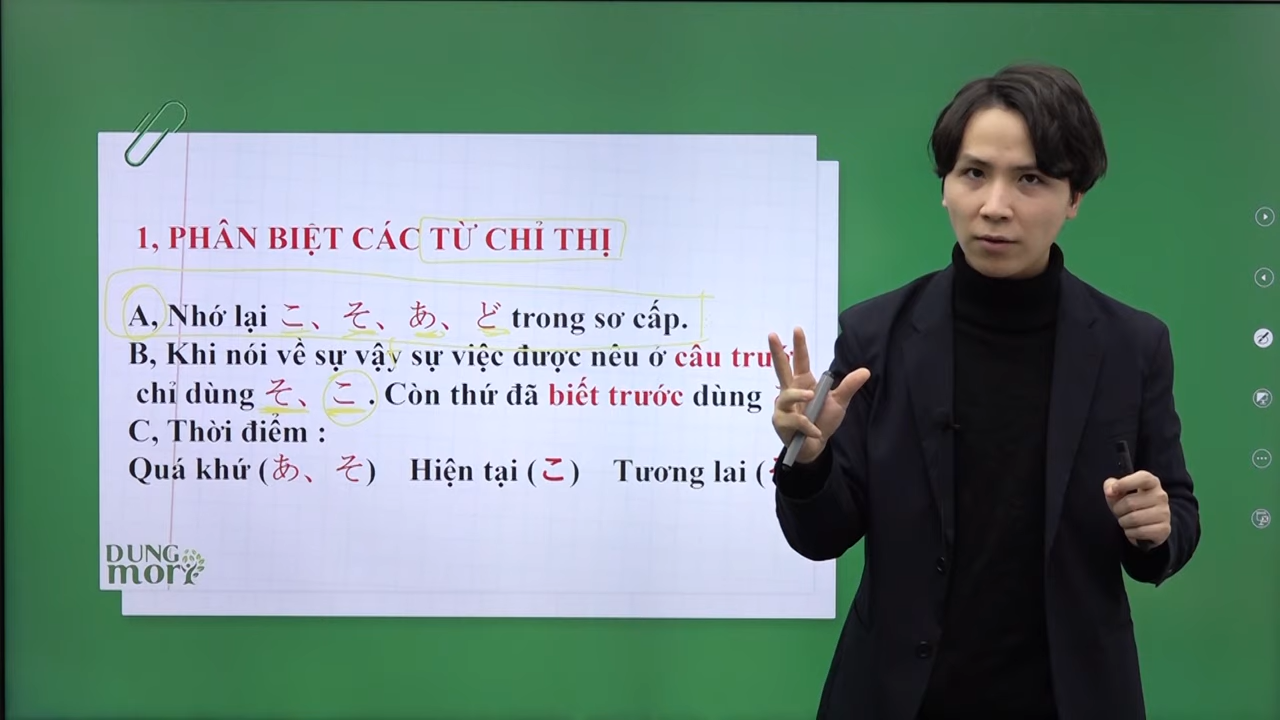 1, PHÂN BIỆT CÁC TỪ CHỈ THỊ
A, Nhớ lại こ、そ、あ、ど trong sơ cấp.
B, Khi nói về sự vậy sự việc được nêu ở câu trướ
chỉ dùng そ、こ. Còn thứ đã biết trước dùng
C, Thời điểm :
Quá khứ (あ、そ) Hiện tại (こ) Tương lai (
DUNG
mori